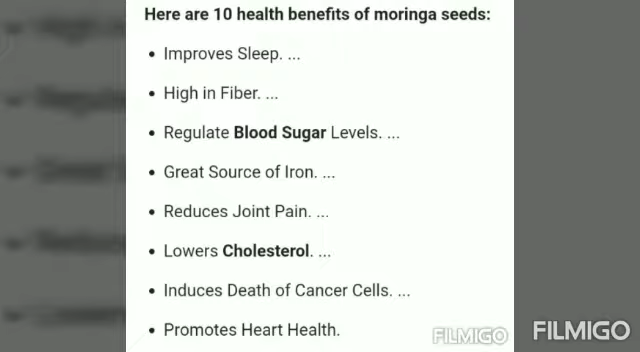 Here are 10 health benefits of moringa seeds:
• Improves Sleep. ...
• High in Fiber. ...
• Regulate Blood Sugar Levels. ...
• Great Source of Iron. ...
• Reduces Joint Pain. ...
• Lowers Cholesterol. ...
• Induces Death of Cancer Cells. ...
• Promotes Heart Health.
FILMIGO
FILMIGO